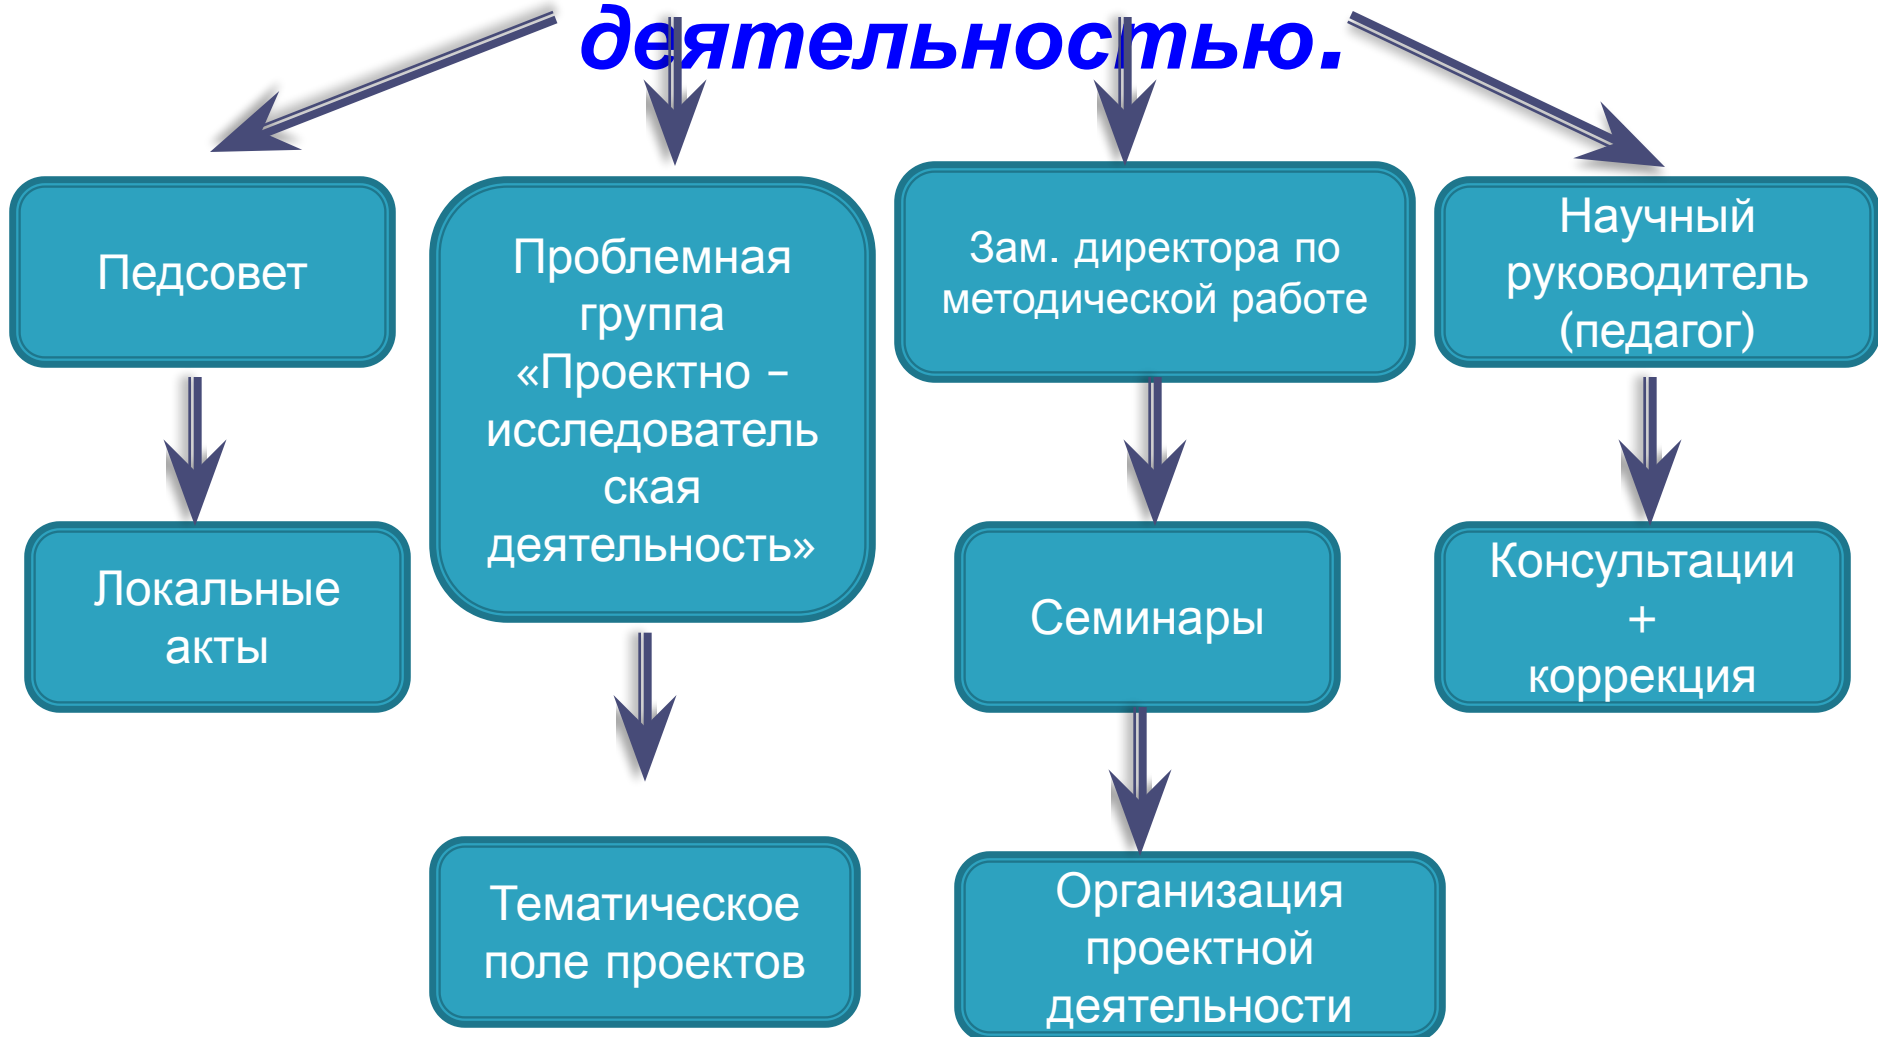 деятельностью.
Педсовет
Проблемная
группа
«Проектно –
исследователь
ская
деятельность»
Зам. директора по
методической работе
Научный
руководитель
(педагог)
Локальные
акты
Семинары
Консультации
+
коррекция
Тематическое
поле проектов
Организация
проектной
деятельности